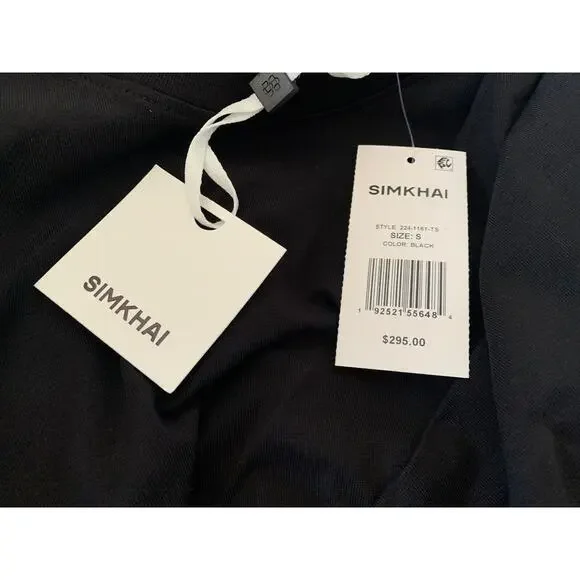 SIMKHAI
SIMKHAI
STYLE: 224-1161-TS
SIZE: S
COLOR: BLACK
1 92521 55648 4
$295.00